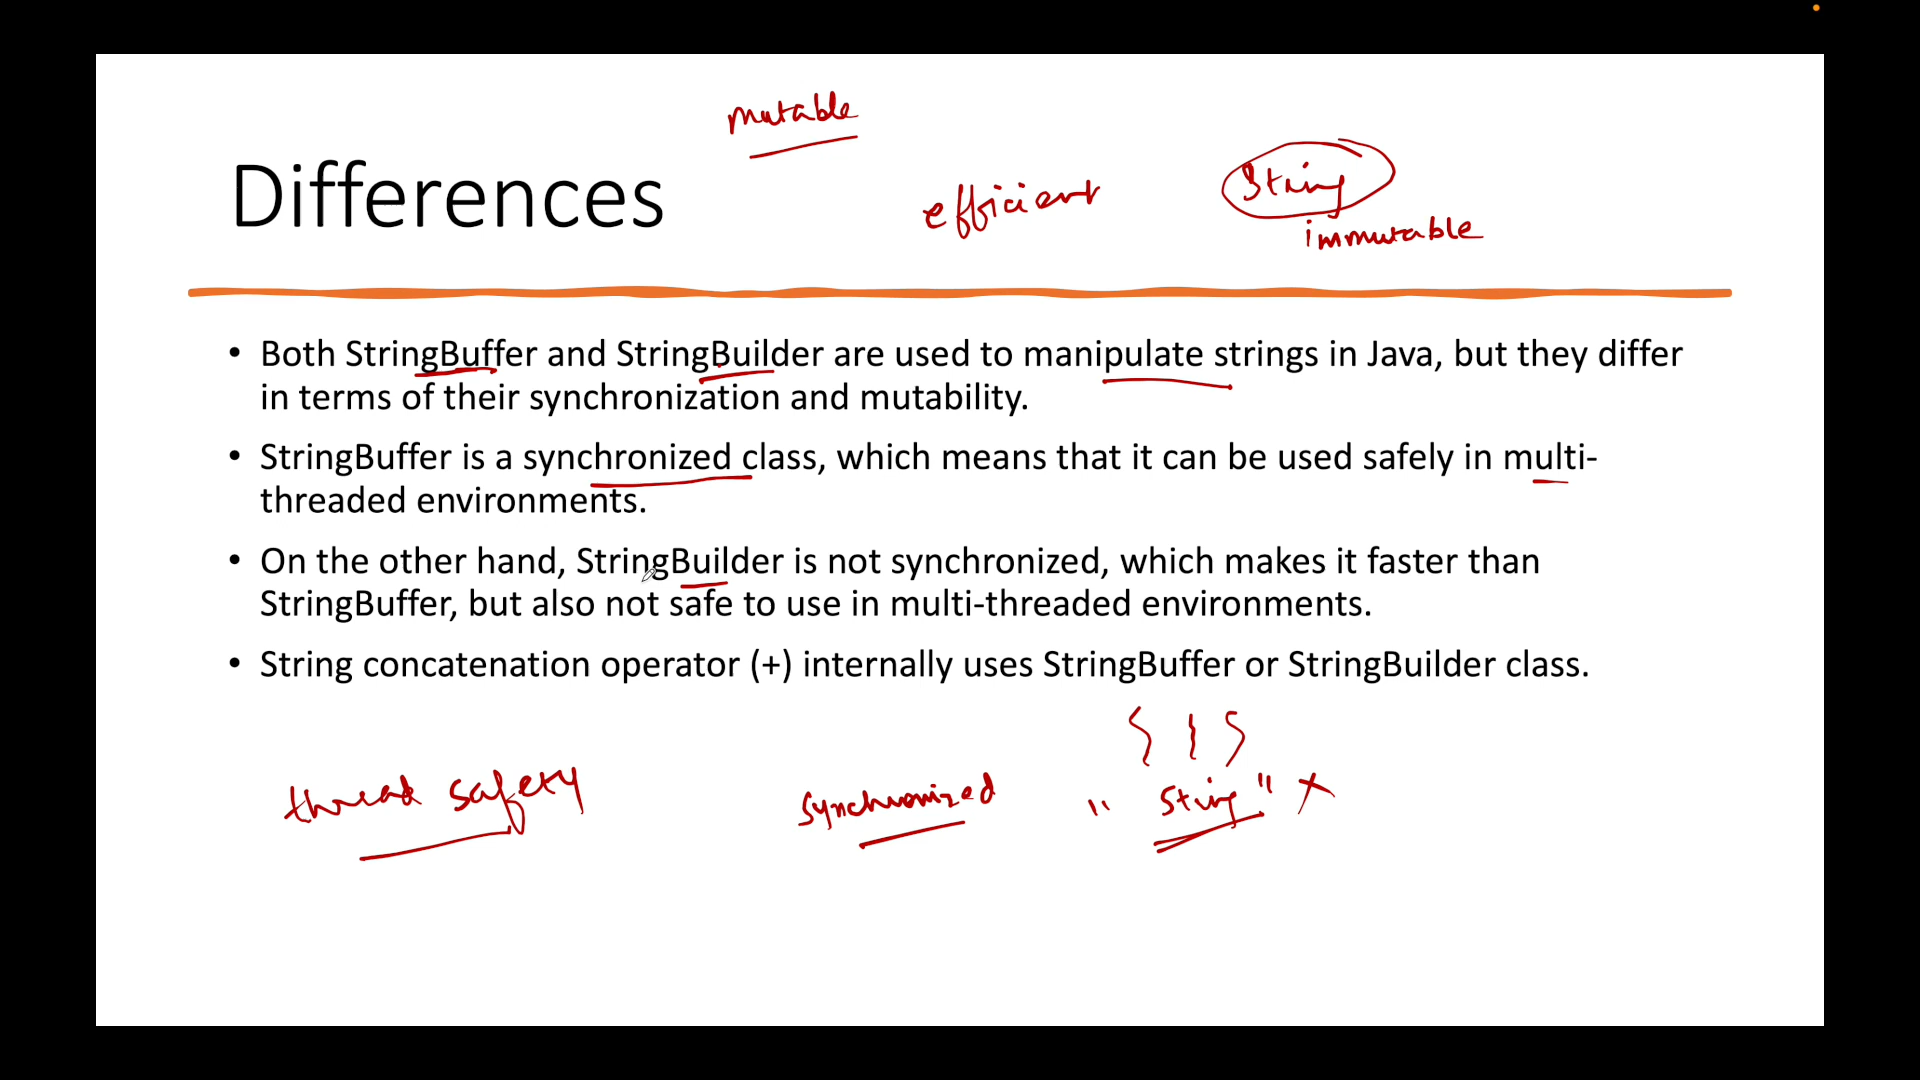 mutable
Differences
efficient
String
immutable
• Both StringBuffer and StringBuilder are used to manipulate strings in Java, but they differ
in terms of their synchronization and mutability.
• StringBuffer is a synchronized class, which means that it can be used safely in multi-
threaded environments.
• On the other hand, StringBuilder is not synchronized, which makes it faster than
StringBuffer, but also not safe to use in multi-threaded environments.
• String concatenation operator (+) internally uses StringBuffer or StringBuilder class.
thread safety
synchronized
" String "